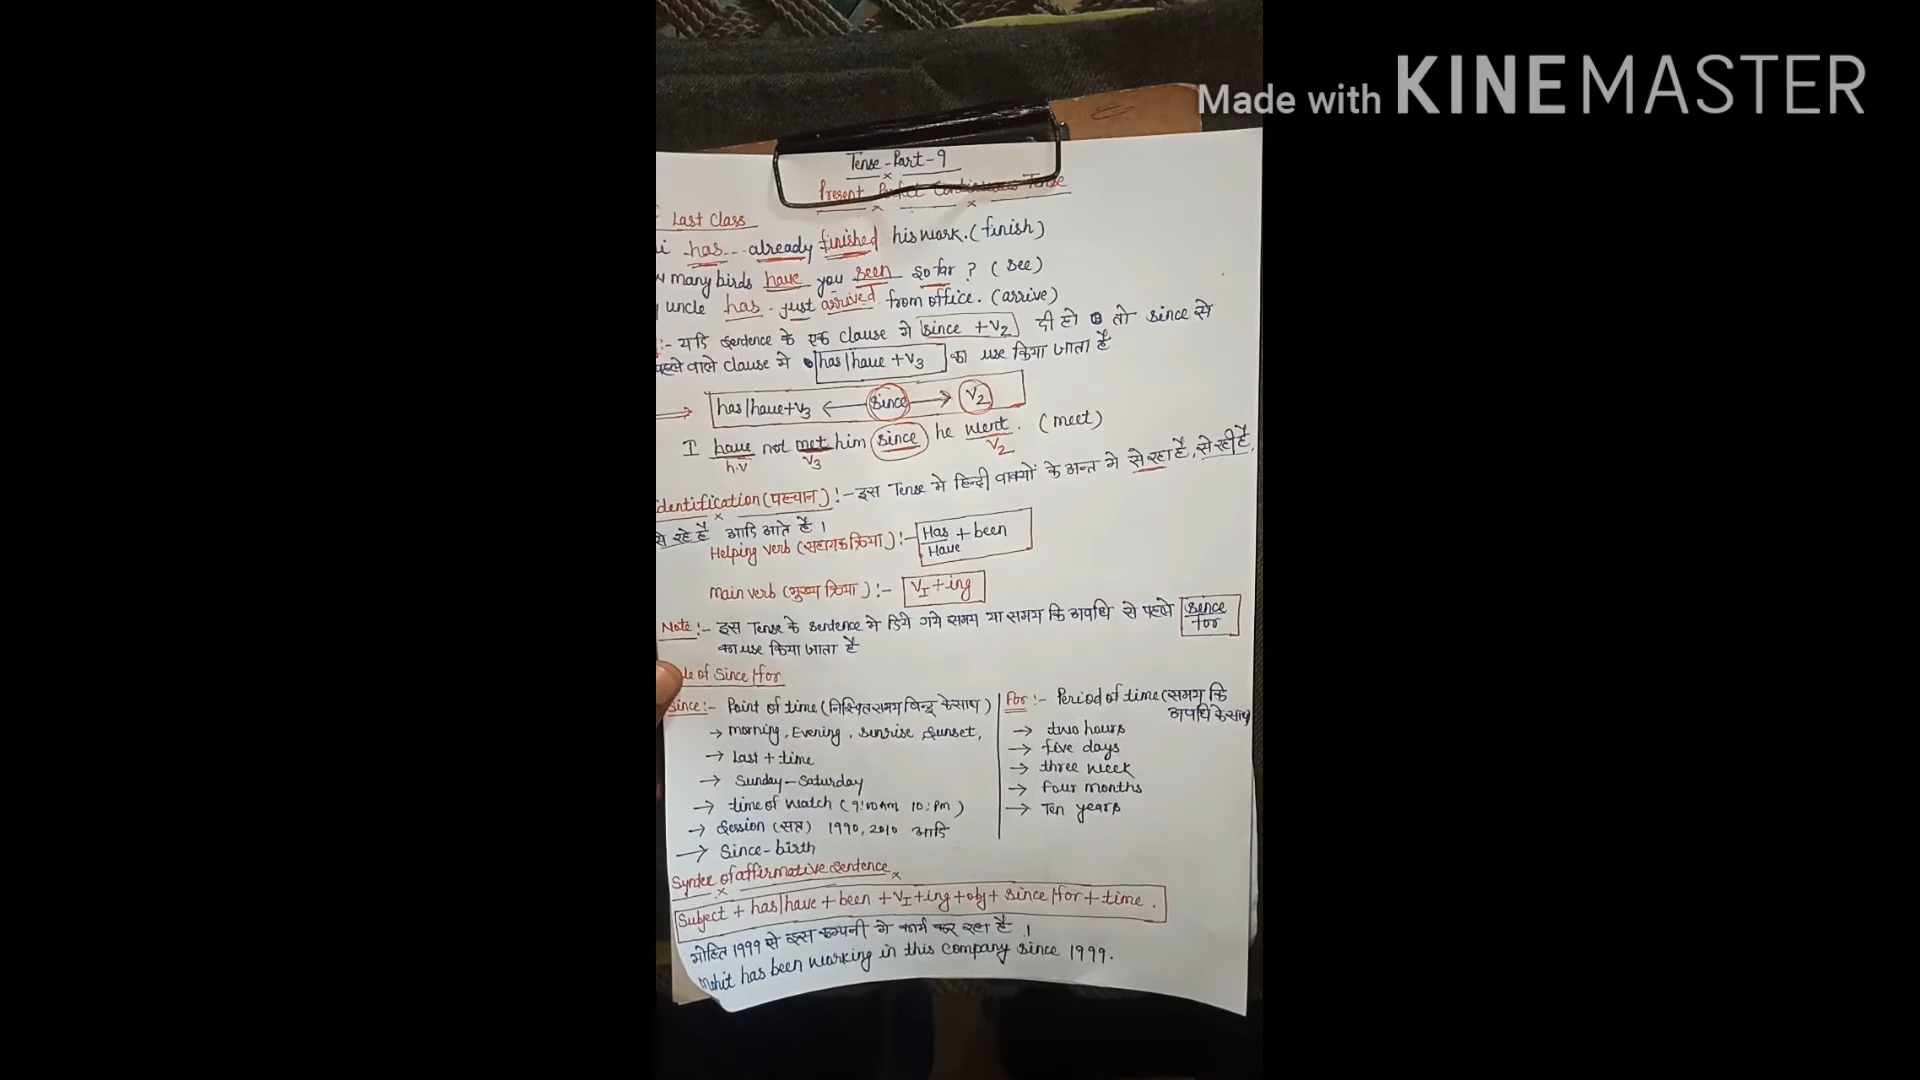 Made with KINEMASTER
Tense-Part-9
Present Perfect Continuous Tense
Last Class
i has already finished his work. (finish)
many birds have you seen so far? (see)
uncle has just arrived from office. (arrive)
:- यदि sentence के एक clause मे since +V2 दी हो तो since से
पहले वाले clause मे has/have +V3 का use किया जाता है
has/have+V3 ← since → V2
I have not met him since he went. (meet)
h.v V3 V2
identification (पहचान) :- इस Tense मे हिन्दी वाक्यों के अन्त मे से रहा है, से रही है,
से रहे है आदि आते है।
Helping verb (सहायक क्रिया) :- Has/Have + been
Main verb (मुख्य क्रिया) :- VI+ing
Note :- इस Tense के sentence मे दिये गये समय या समय कि अवधि से पहले sence/for
का use किया जाता है
le of Since/for
Since:- Point of time (निश्चित समय बिन्दू के साथ)
→ morning, Evening, sunrise, sunset,
→ Last + time
→ Sunday-Saturday
→ time of watch (9:00AM 10:PM)
→ Session (सत्र) 1990, 2010 आदि
→ Since-birth
For :- Period of time (समय कि
अवधि के साथ)
→ two hours
→ five days
→ three week
→ four months
→ Ten years
Syntex of affirmative sentence
Subject + has/have + been +VI+ing+obj+ since/for+time.
मोहित 1999 से इस कम्पनी मे कार्य कर रहा है।
Mohit has been working in this company since 1999.